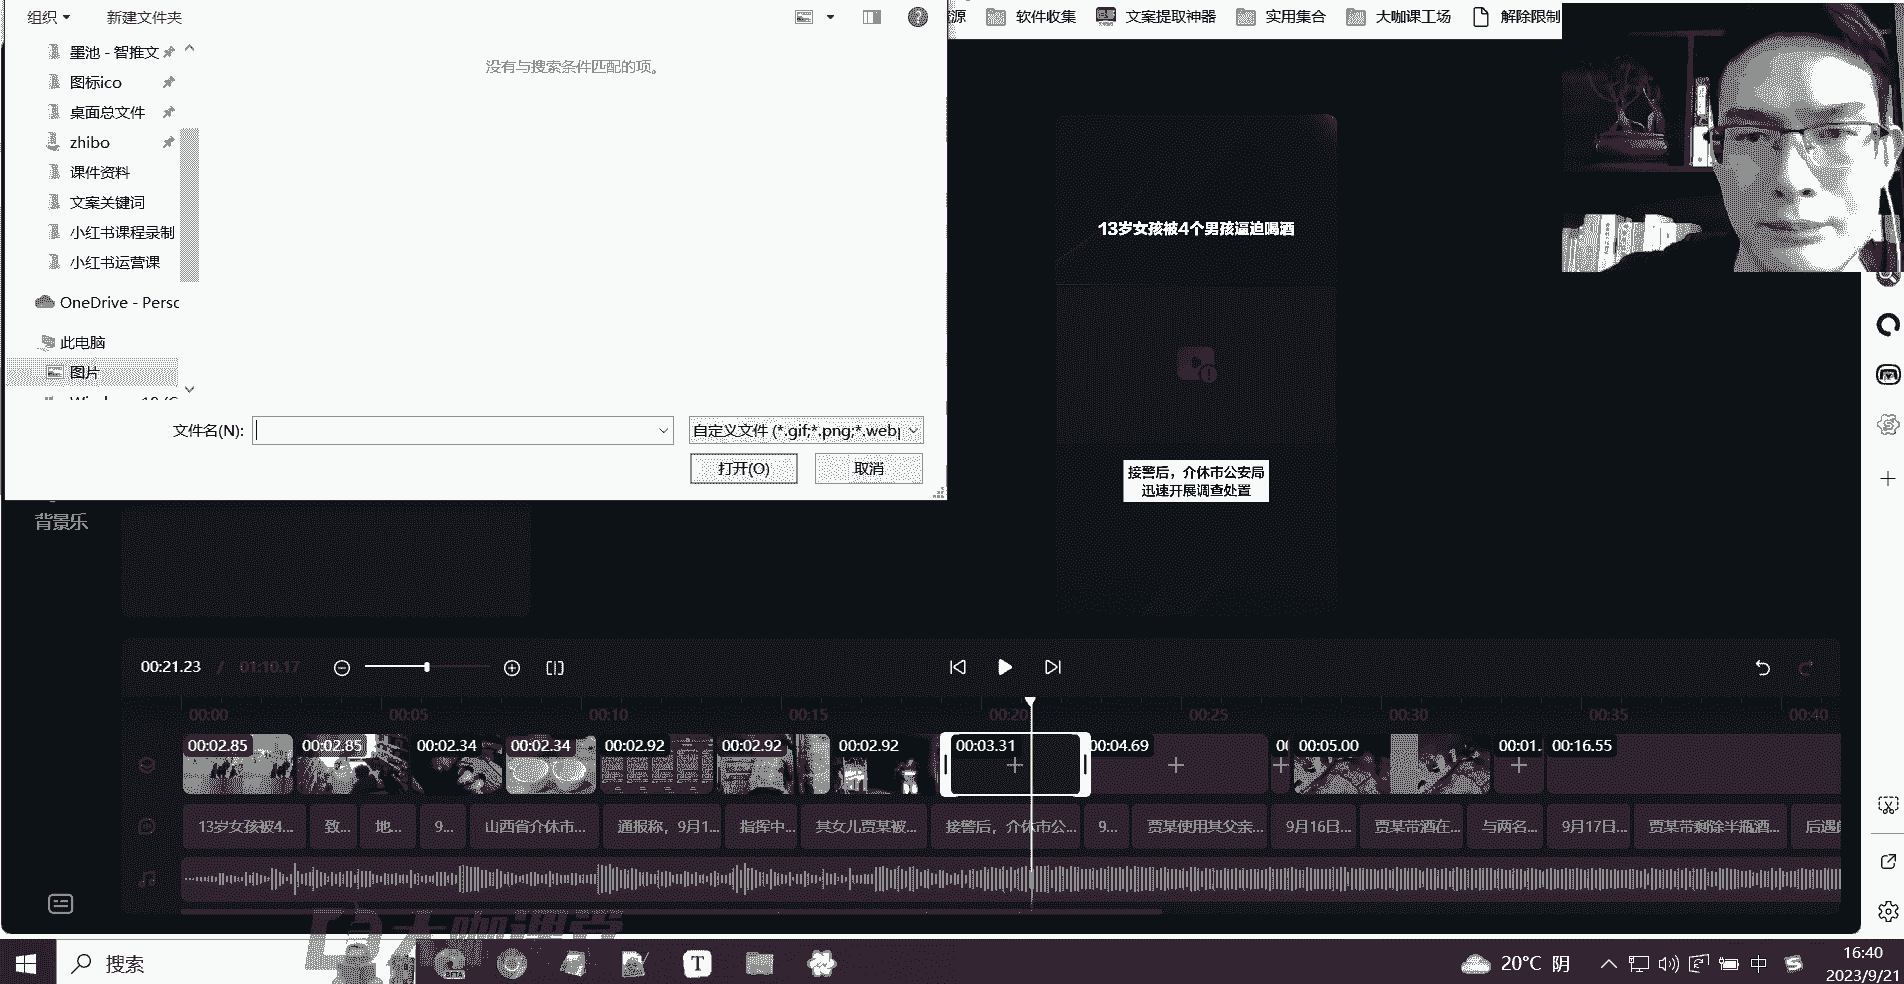 组织
新建文件夹
源
软件收集
文案提取神器
实用集合
大咖课工场
解除限制
墨池 - 智推文
没有与搜索条件匹配的项。
图标ico
桌面总文件
zhibo
课件资料
文案关键词
小红书课程录制
小红书运营课
OneDrive - Persc
此电脑
图片
文件名(N):
自定义文件 (*.gif;*.png;*.webp
打开(O)
取消
13岁女孩被4个男孩逼迫喝酒
接警后，介休市公安局
迅速开展调查处置
背景乐
00:21.23 / 01:10.17
00:00 00:05 00:10 00:15 00:20 00:25 00:30 00:35 00:40
00:02.85 00:02.85 00:02.34 00:02.34 00:02.92 00:02.92 00:02.92 00:03.31 00:04.69 00:05.00 00:01. 00:16.55
13岁女孩被4... 致... 地... 9... 山西省介休市... 通报称，9月1... 指挥中... 其女儿贾某被... 接警后，介休市公... 9... 贾某使用其父亲... 9月16日... 贾某带酒在... 与两名... 9月17日... 贾某带剩除半瓶酒... 后遇
大咖课堂
搜索
BETA
T
20°C 阴
中
16:40
2023/9/21